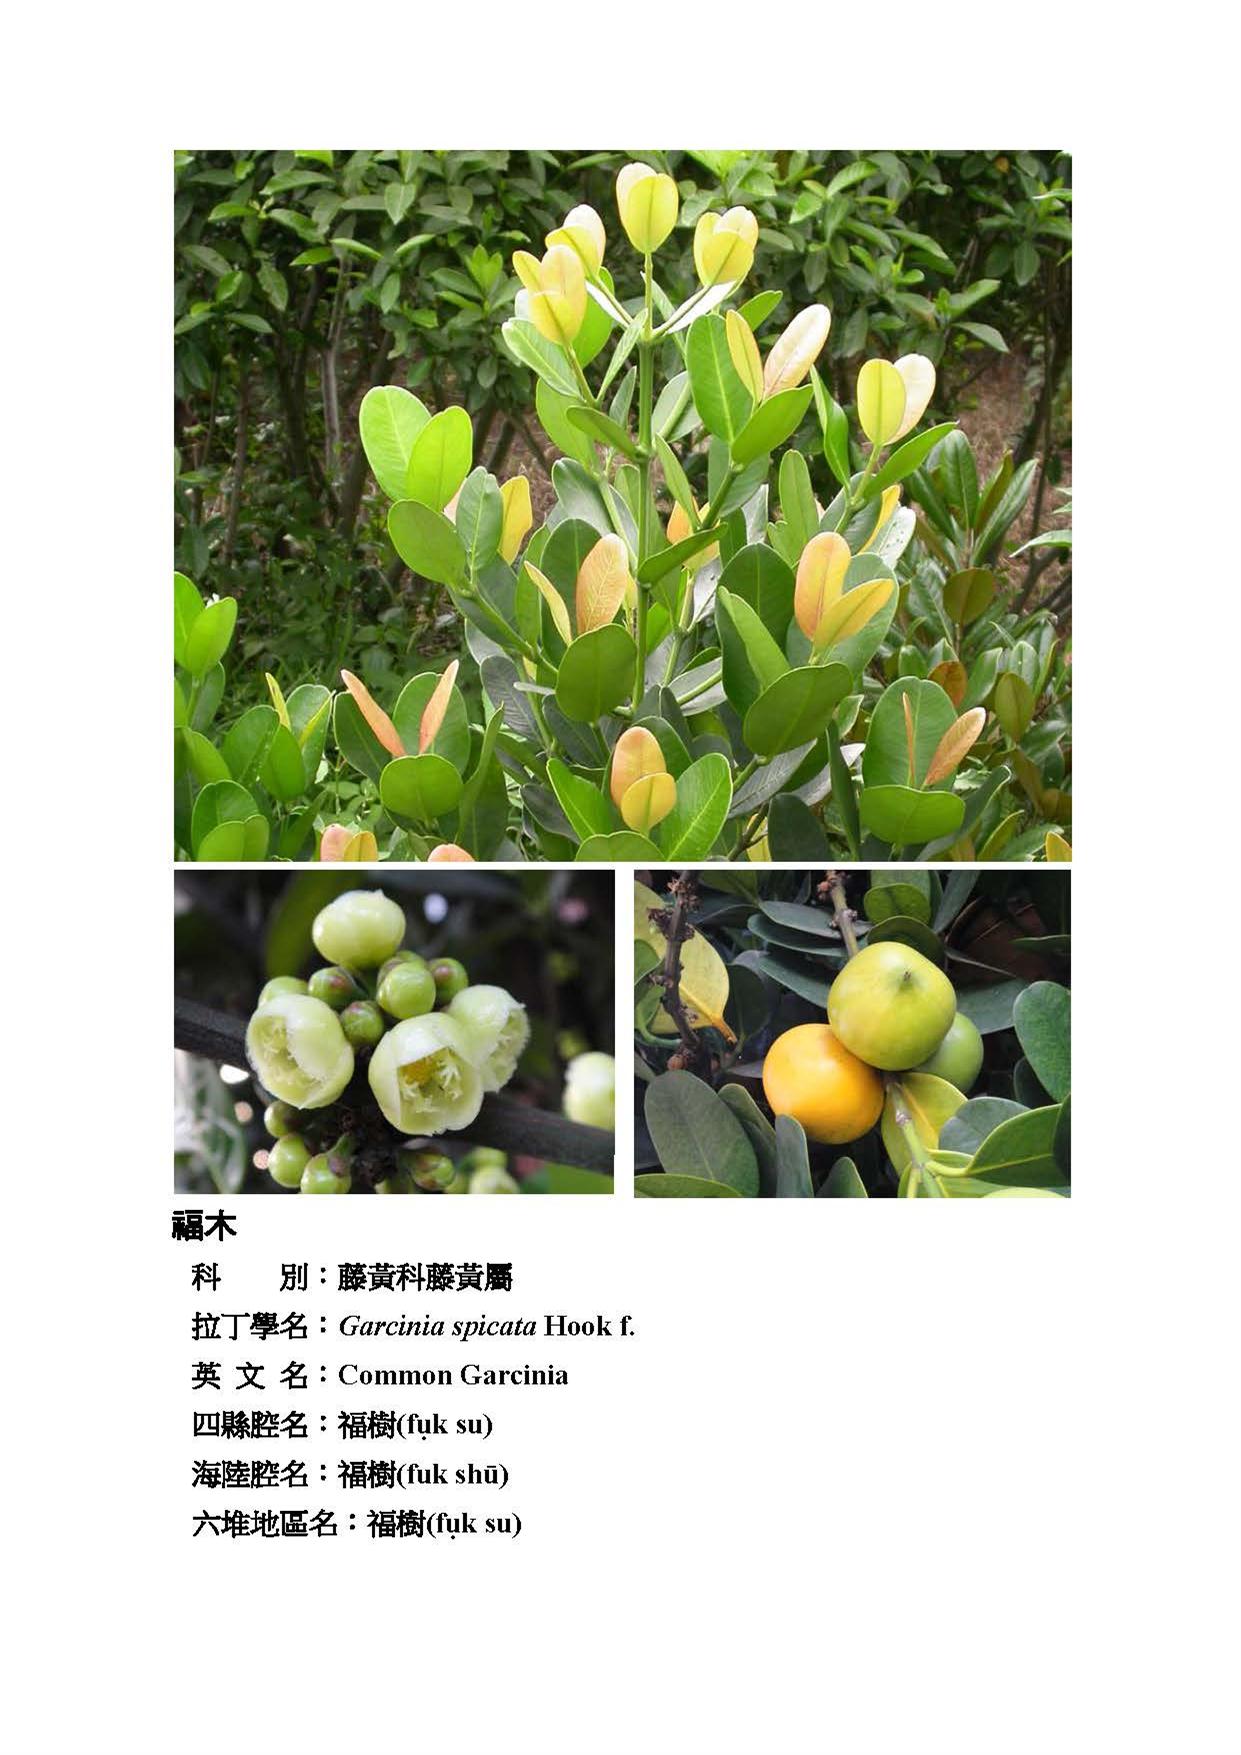 福木
科　　別：藤黃科藤黃屬
拉丁學名：Garcinia spicata Hook f.
英 文 名：Common Garcinia
四縣腔名：福樹(fṳk su)
海陸腔名：福樹(fuk shū)
六堆地區名：福樹(fṳk su)